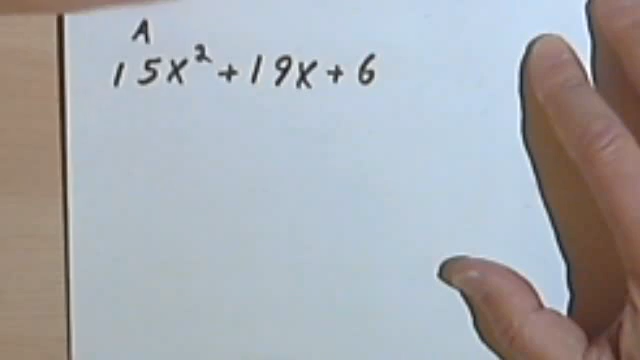 A
15x² + 19x + 6